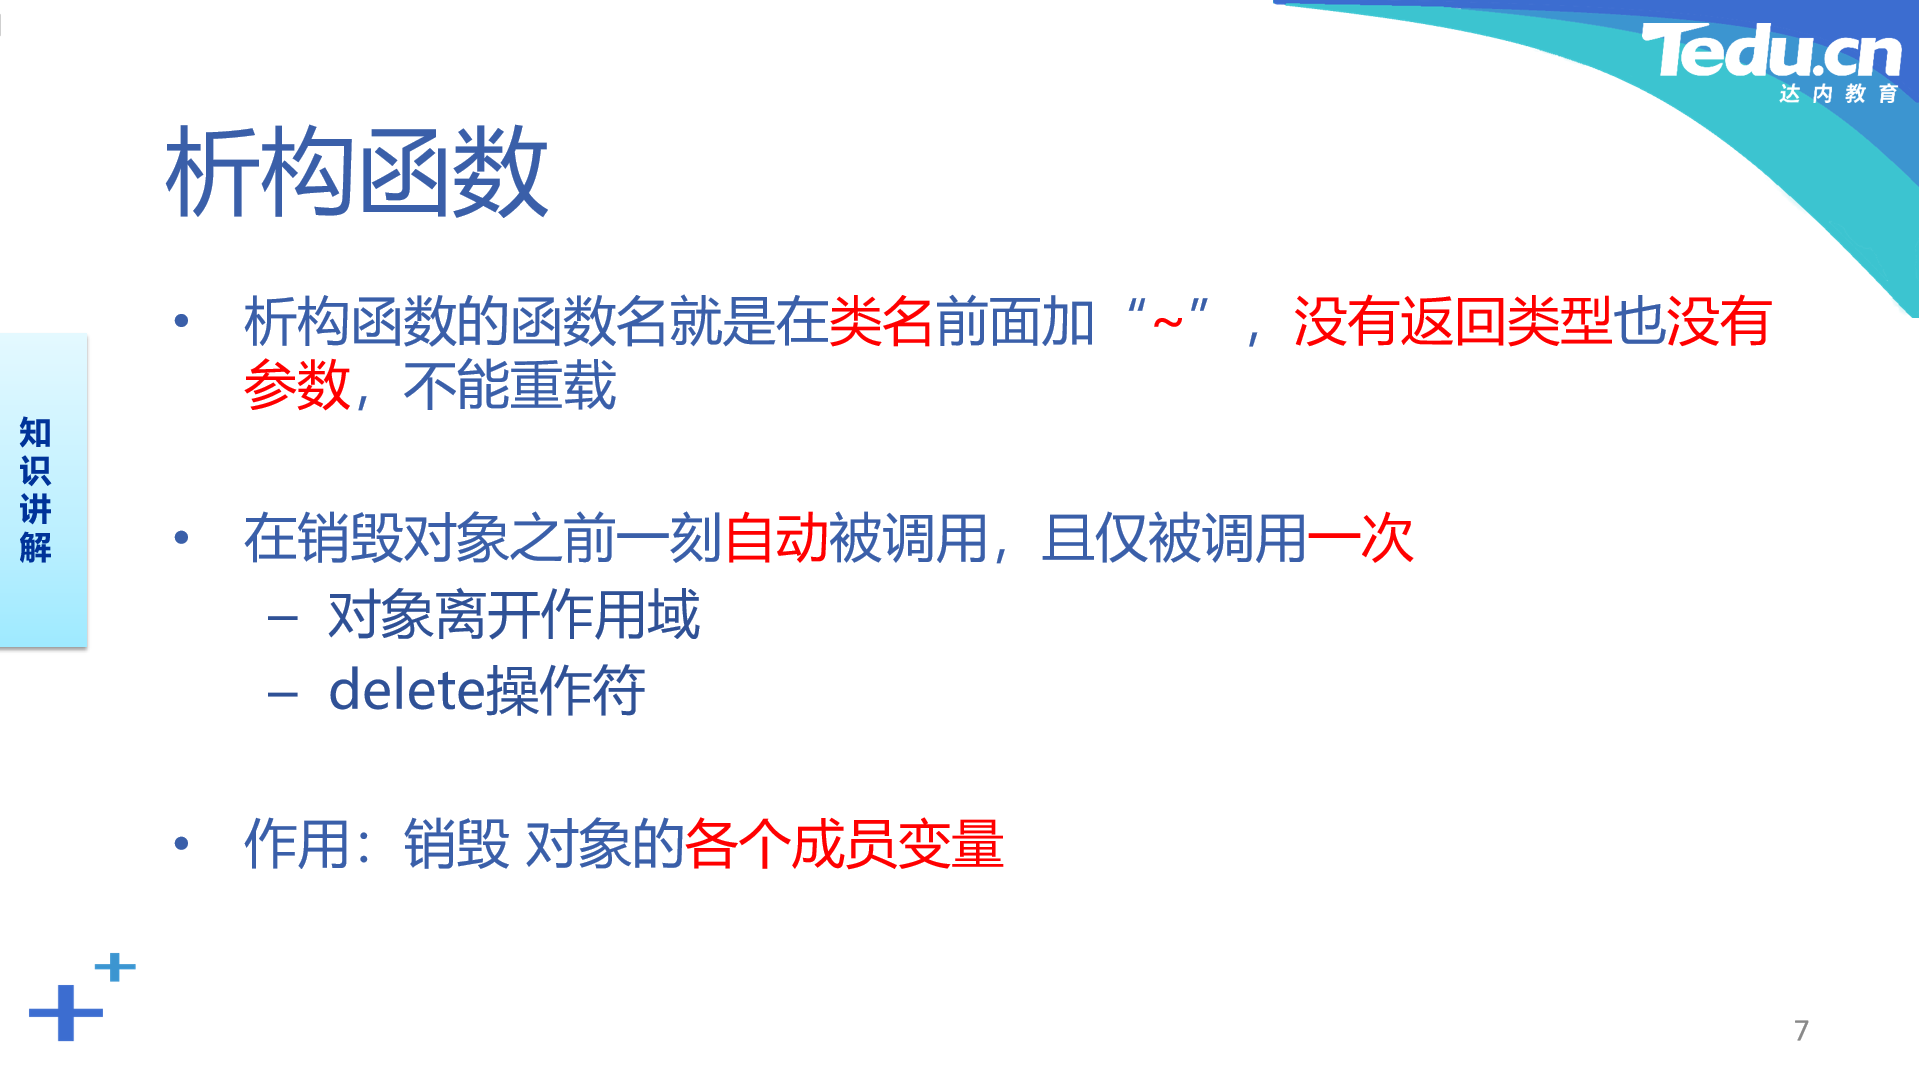 Tedu.cn
达内教育
析构函数
• 析构函数的函数名就是在类名前面加“~”，没有返回类型也没有
参数，不能重载
知识讲解
• 在销毁对象之前一刻自动被调用，且仅被调用一次
– 对象离开作用域
– delete操作符
• 作用：销毁 对象的各个成员变量
7